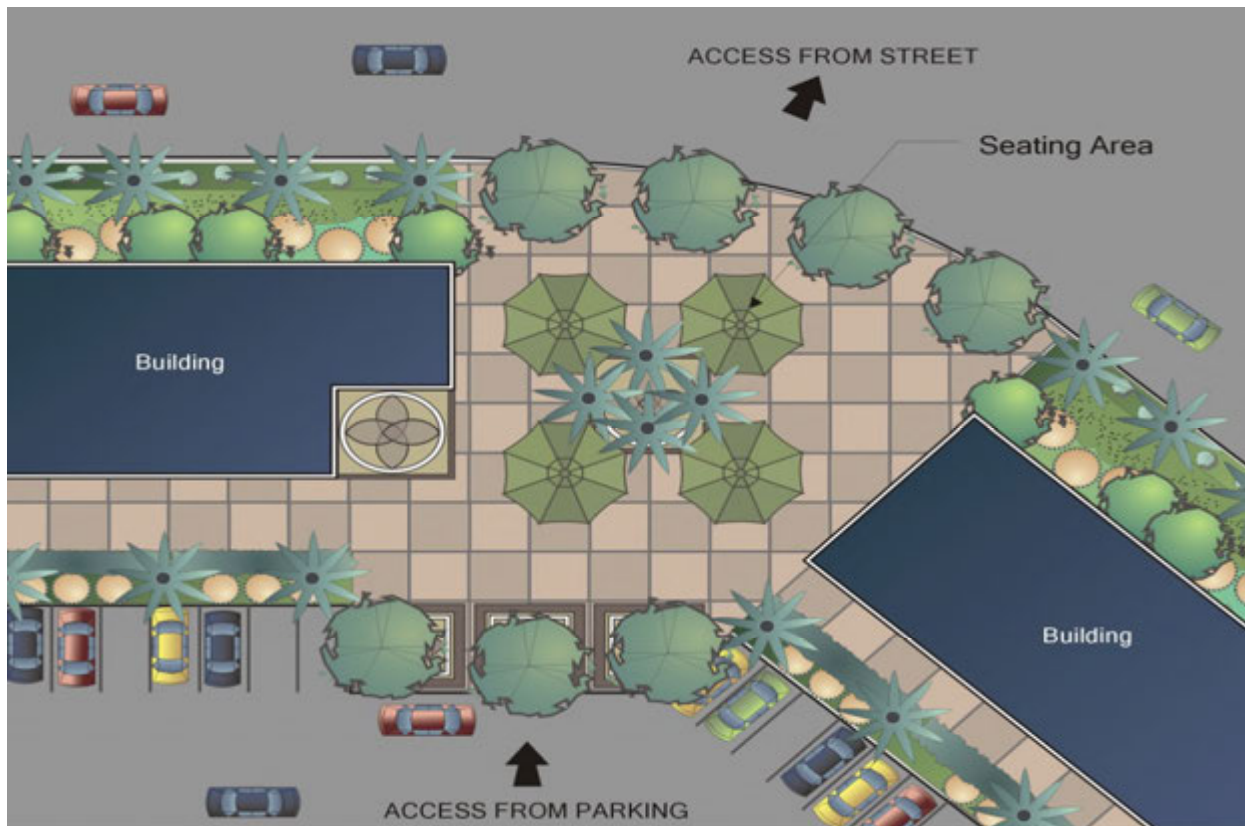 ACCESS FROM STREET
Seating Area
Building
Building
ACCESS FROM PARKING